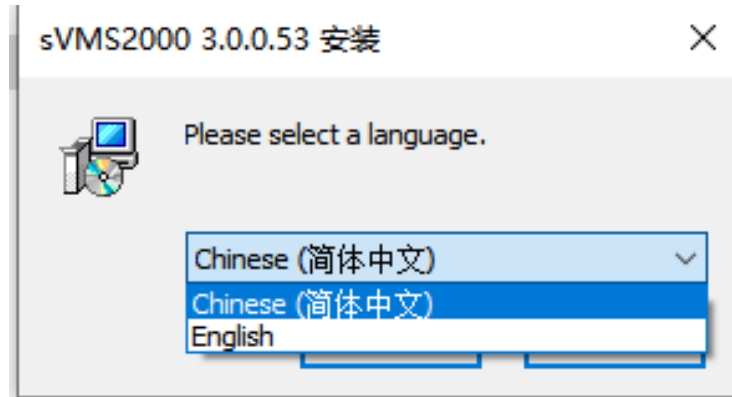 sVMS2000 3.0.0.53 安装
Please select a language.
Chinese (简体中文)
Chinese (简体中文)
English